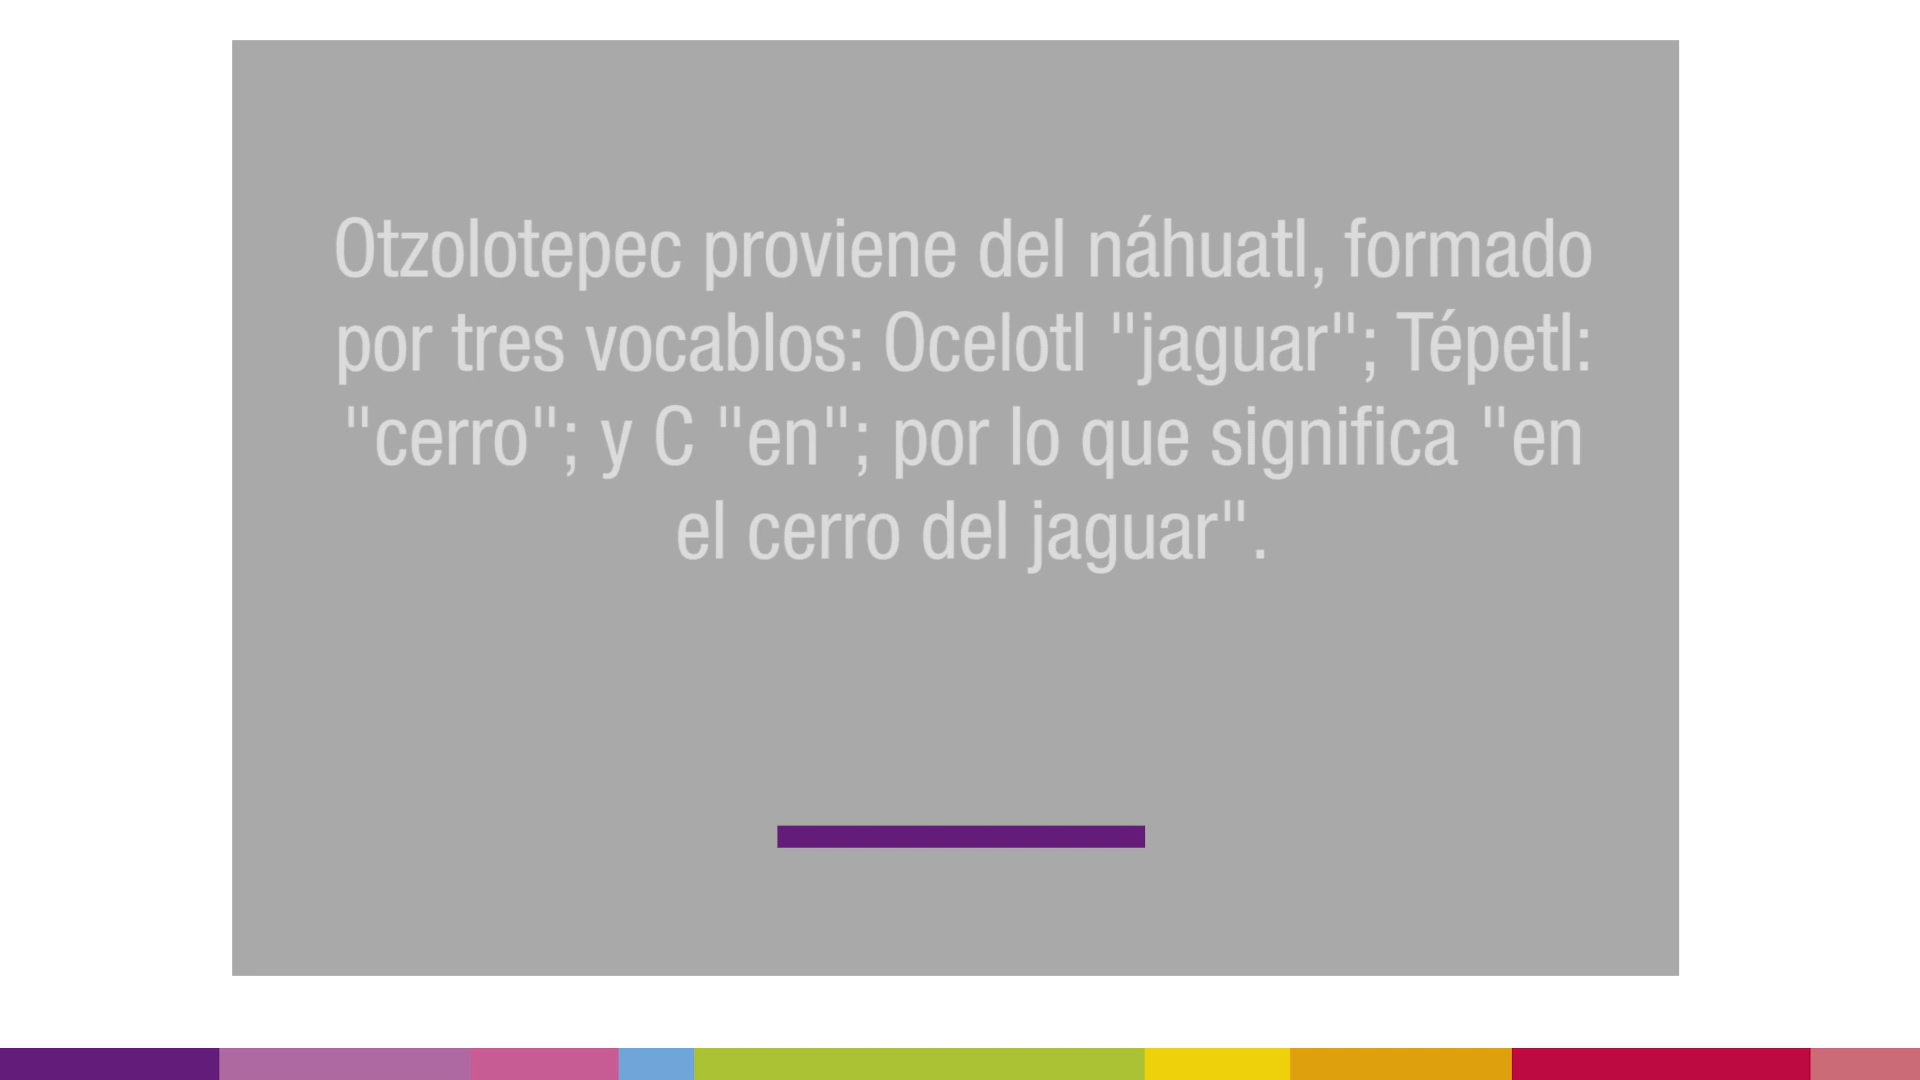 Otzolotepec proviene del náhuatl, formado
por tres vocablos: Ocelotl "jaguar"; Tépetl:
"cerro"; y C "en"; por lo que significa "en
el cerro del jaguar".